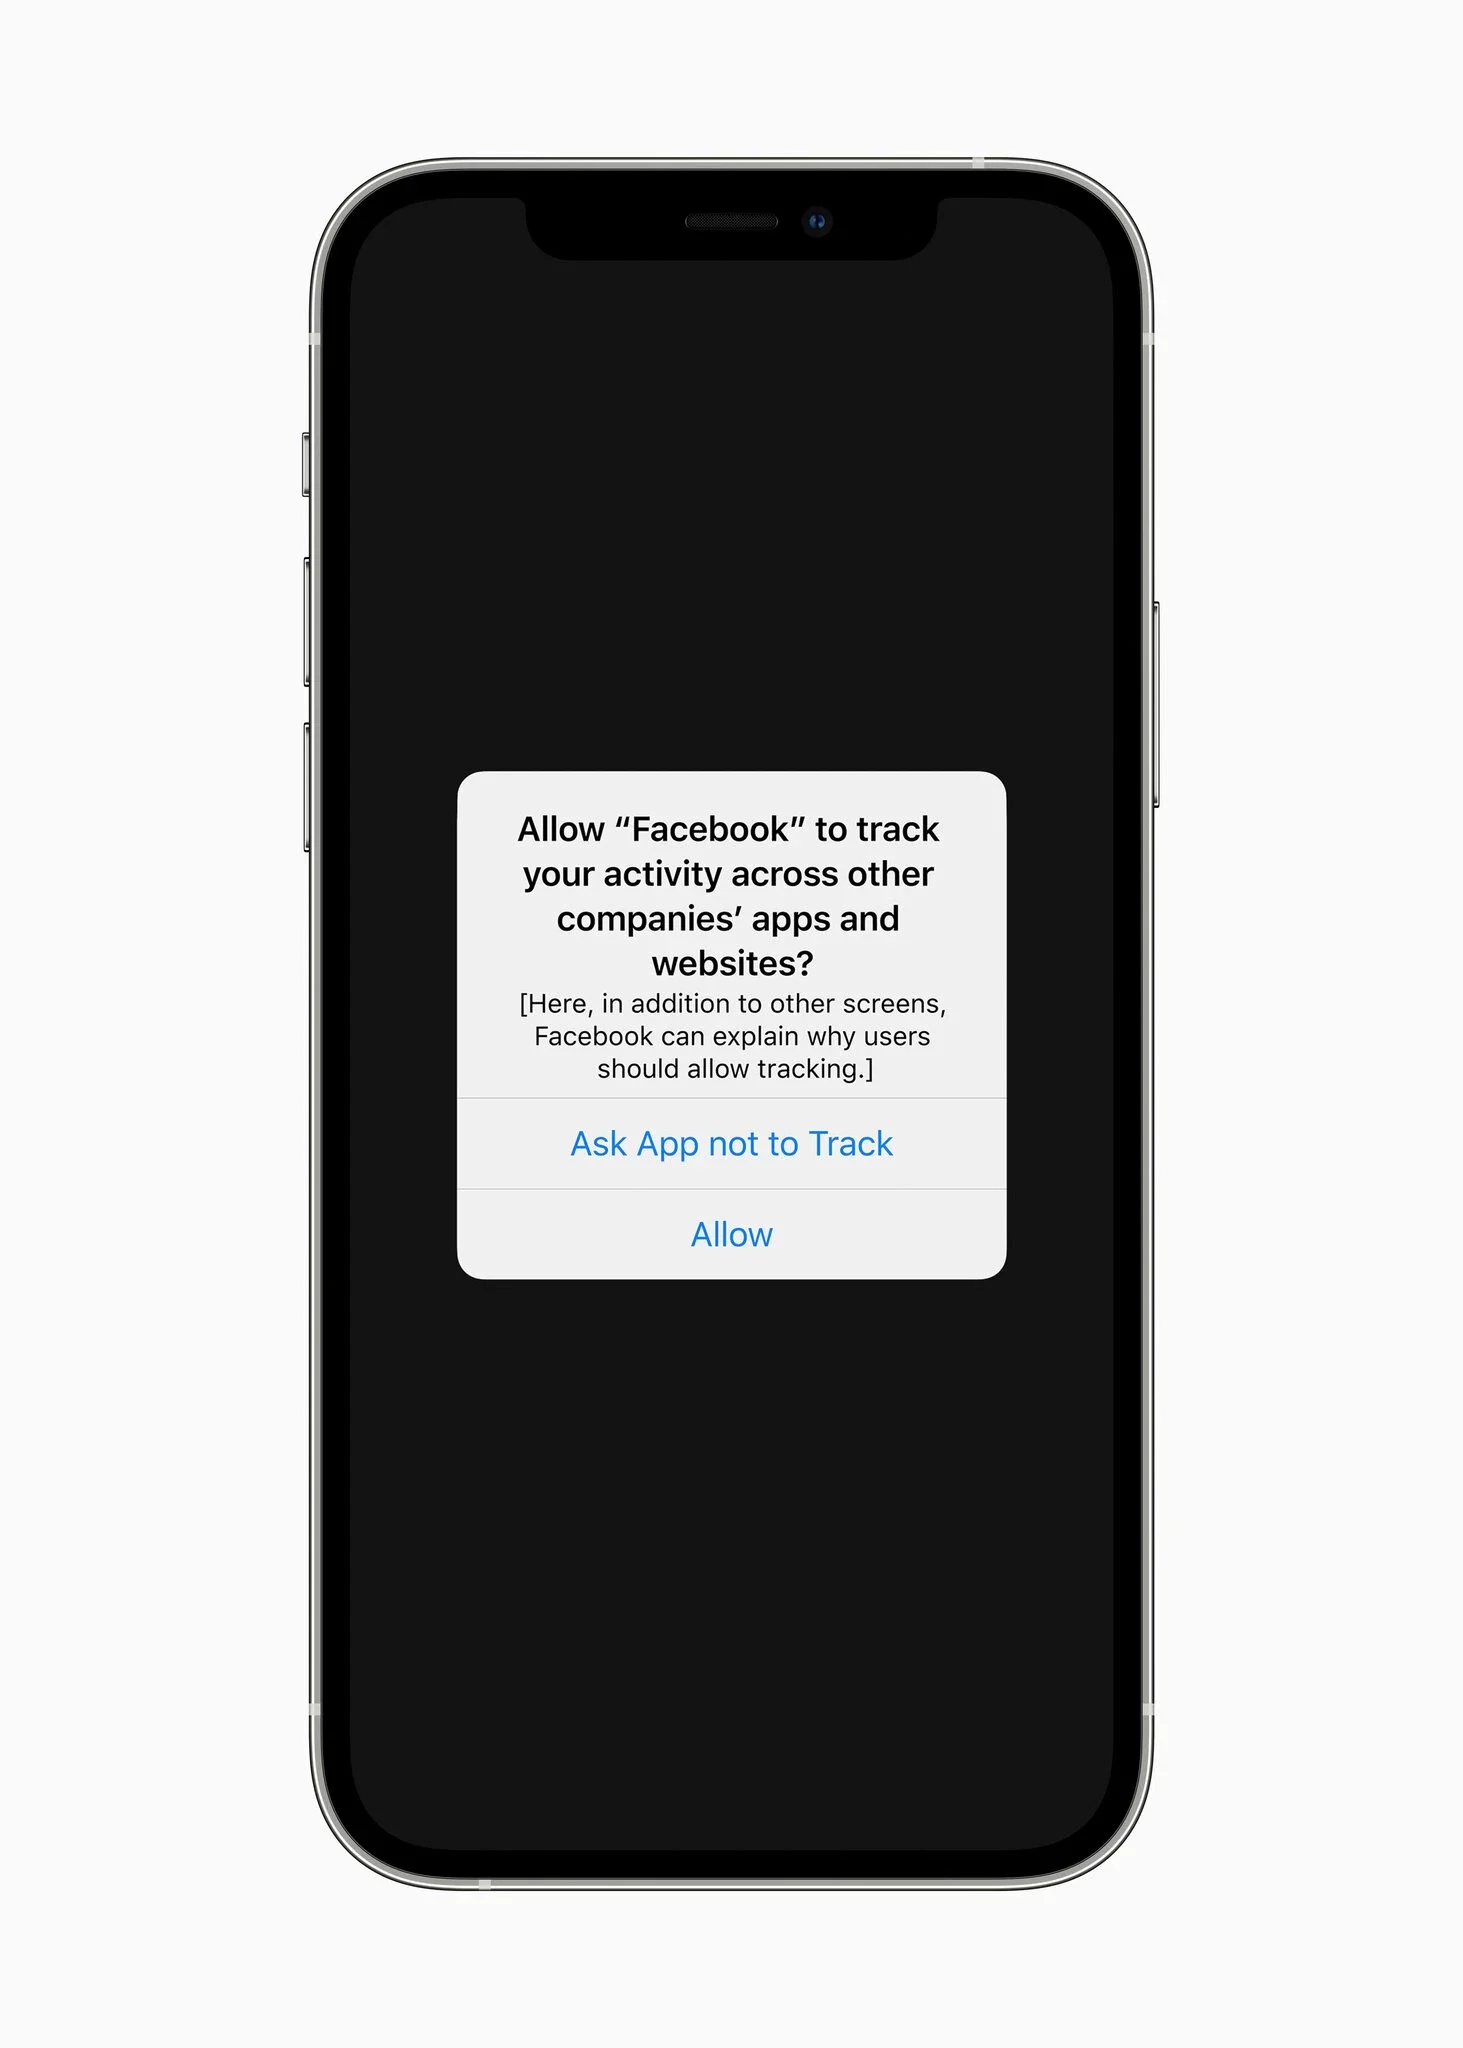 Allow “Facebook” to track
your activity across other
companies’ apps and
websites?
[Here, in addition to other screens,
Facebook can explain why users
should allow tracking.]
Ask App not to Track
Allow